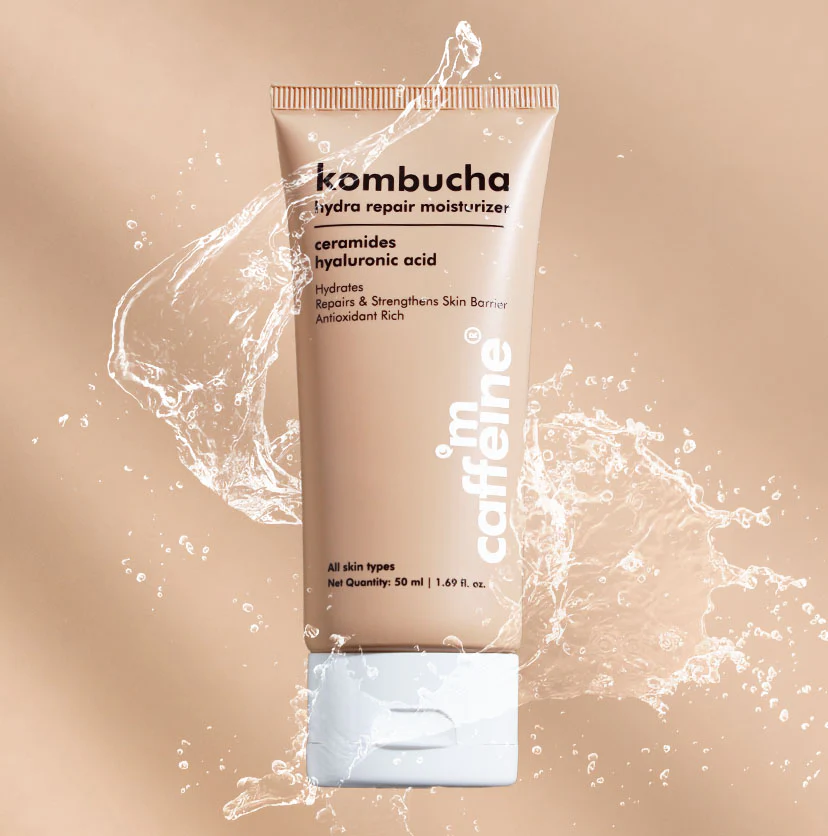 kombucha
hydra repair moisturizer
ceramides
hyaluronic acid
Hydrates
Repairs & Strengthens Skin Barrier
Antioxidant Rich
®
m
caffeine
All skin types
Net Quantity: 50 ml | 1.69 fl. oz.